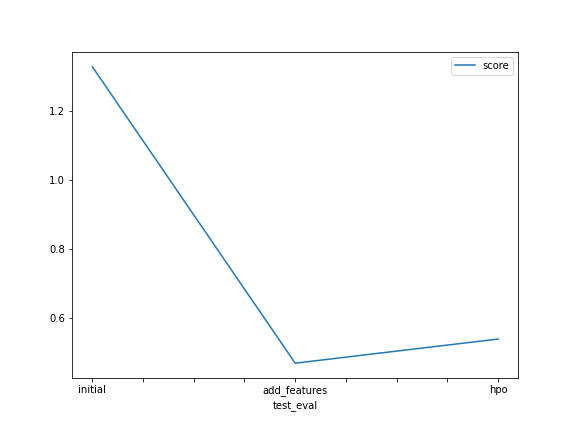 score
1.2
1.0
0.8
0.6
initial
add_features
hpo
test_eval